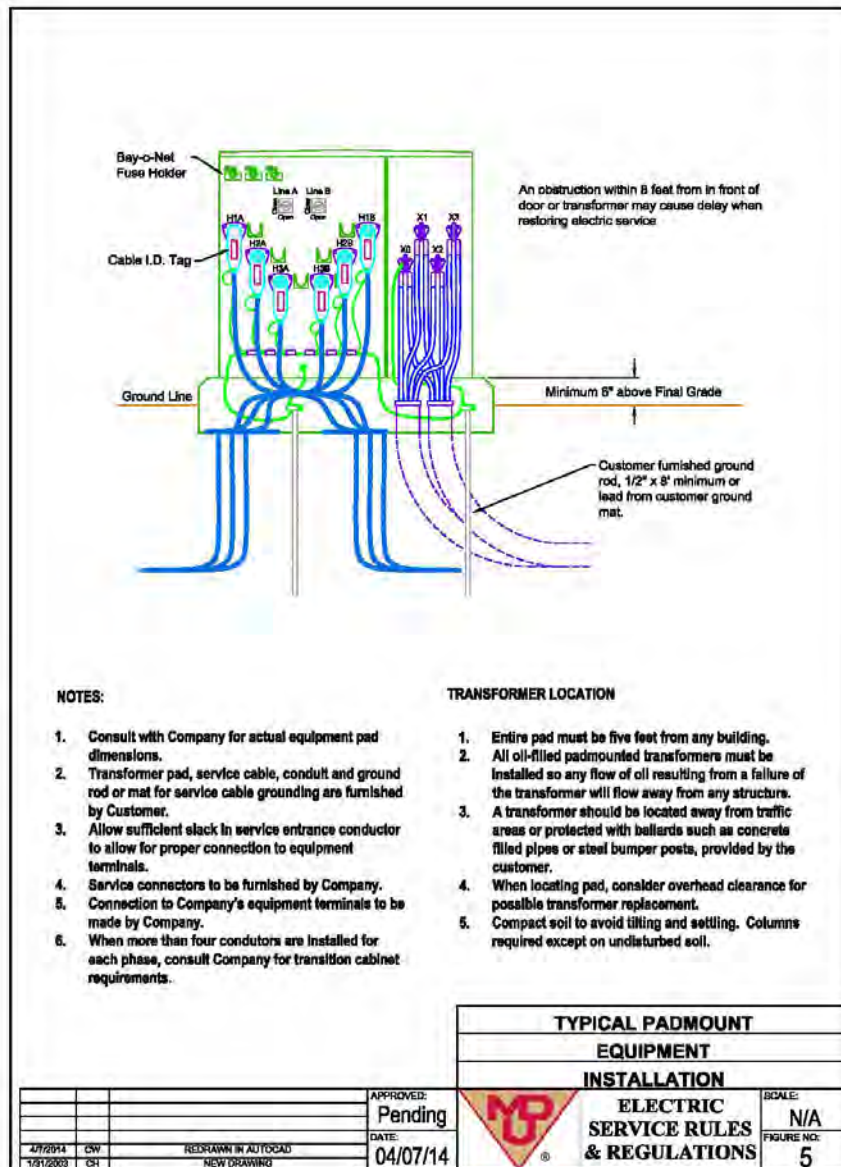 Bay-o-Net
Fuse Holder
Line A Line B
Close
Open
Close
Open
H1A
H1B
H2A
H2B
H3A
H3B
Cable I.D. Tag
X1
X3
X0
X2
An obstruction within 8 feet from in front of
door or transformer may cause delay when
restoring electric service
Ground Line
Minimum 6" above Final Grade
Customer furnished ground
rod, 1/2" x 8' minimum or
lead from customer ground
mat.
NOTES:
1. Consult with Company for actual equipment pad
dimensions.
2. Transformer pad, service cable, conduit and ground
rod or mat for service cable grounding are furnished
by Customer.
3. Allow sufficient slack in service entrance conductor
to allow for proper connection to equipment
terminals.
4. Service connectors to be furnished by Company.
5. Connection to Company's equipment terminals to be
made by Company.
6. When more than four condutors are installed for
each phase, consult Company for transition cabinet
requirements.
TRANSFORMER LOCATION
1. Entire pad must be five feet from any building.
2. All oil-filled padmounted transformers must be
installed so any flow of oil resulting from a failure of
the transformer will flow away from any structure.
3. A transformer should be located away from traffic
areas or protected with ballards such as concrete
filled pipes or steel bumper posts, provided by the
customer.
4. When locating pad, consider overhead clearance for
possible transformer replacement.
5. Compact soil to avoid tilting and settling. Columns
required except on undisturbed soil.
TYPICAL PADMOUNT
EQUIPMENT
INSTALLATION
APPROVED:
Pending
DATE:
04/07/14
4/7/2014 CW REDRAWN IN AUTOCAD
1/31/2003 CH NEW DRAWING
MDU
®
ELECTRIC
SERVICE RULES
& REGULATIONS
SCALE:
N/A
FIGURE NO:
5